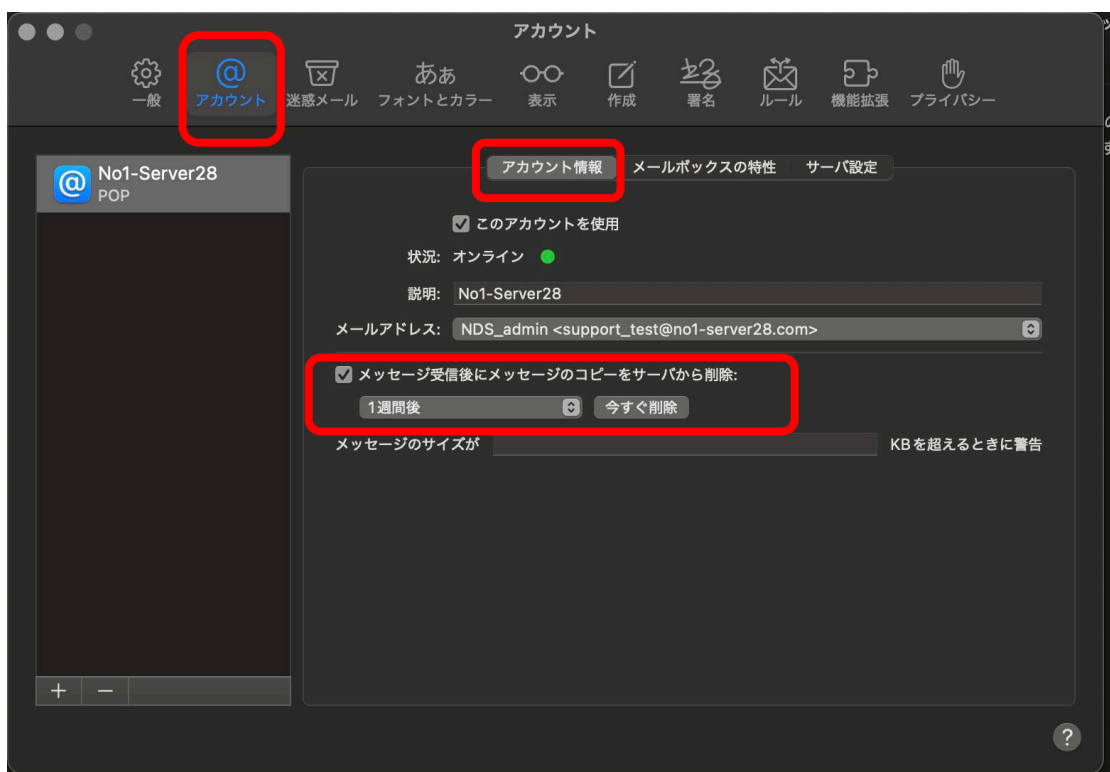 アカウント
一般
アカウント
迷惑メール
ああ
フォントとカラー
表示
作成
署名
ルール
機能拡張
プライバシー
No1-Server28
POP
アカウント情報
メールボックスの特性
サーバ設定
このアカウントを使用
状況: オンライン
説明: No1-Server28
メールアドレス: NDS_admin <support_test@no1-server28.com>
メッセージ受信後にメッセージのコピーをサーバから削除:
1週間後
今すぐ削除
メッセージのサイズが
KBを超えるときに警告
?